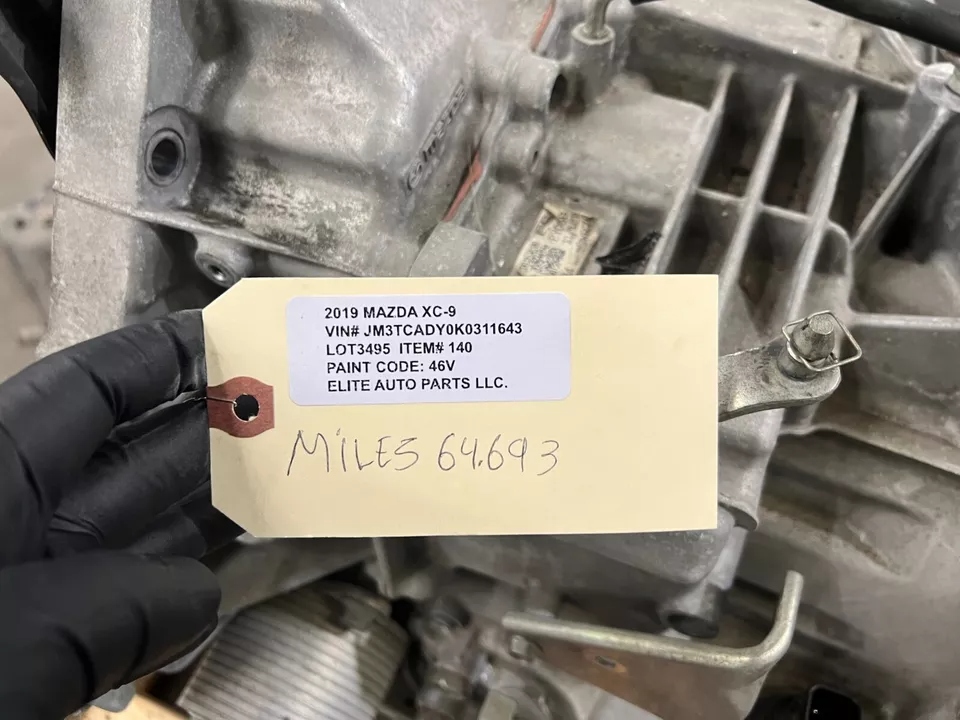 2019 MAZDA XC-9
VIN# JM3TCADY0K0311643
LOT3495 ITEM# 140
PAINT CODE: 46V
ELITE AUTO PARTS LLC.
MILES 64.693